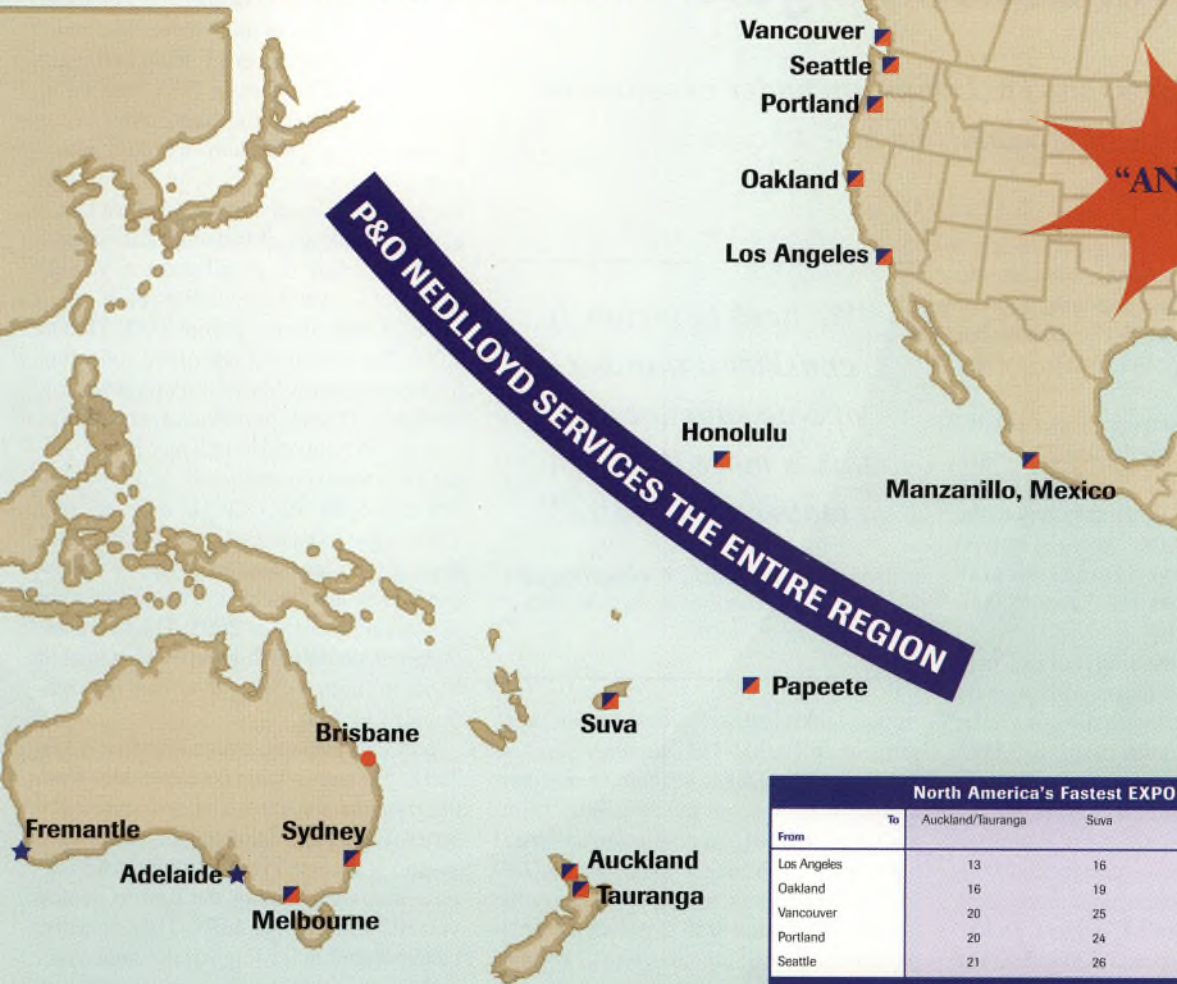 Vancouver
Seattle
Portland
"AN
Oakland
Los Angeles
P&O NEDLLOYD SERVICES THE ENTIRE REGION
Honolulu
Manzanillo, Mexico
Papeete
Suva
Brisbane
Fremantle
Sydney
Adelaide
Melbourne
Auckland
Tauranga
North America's Fastest EXPO
To Auckland/Tauranga Suva
From
Los Angeles 13 16
Oakland 16 19
Vancouver 20 25
Portland 20 24
Seattle 21 26